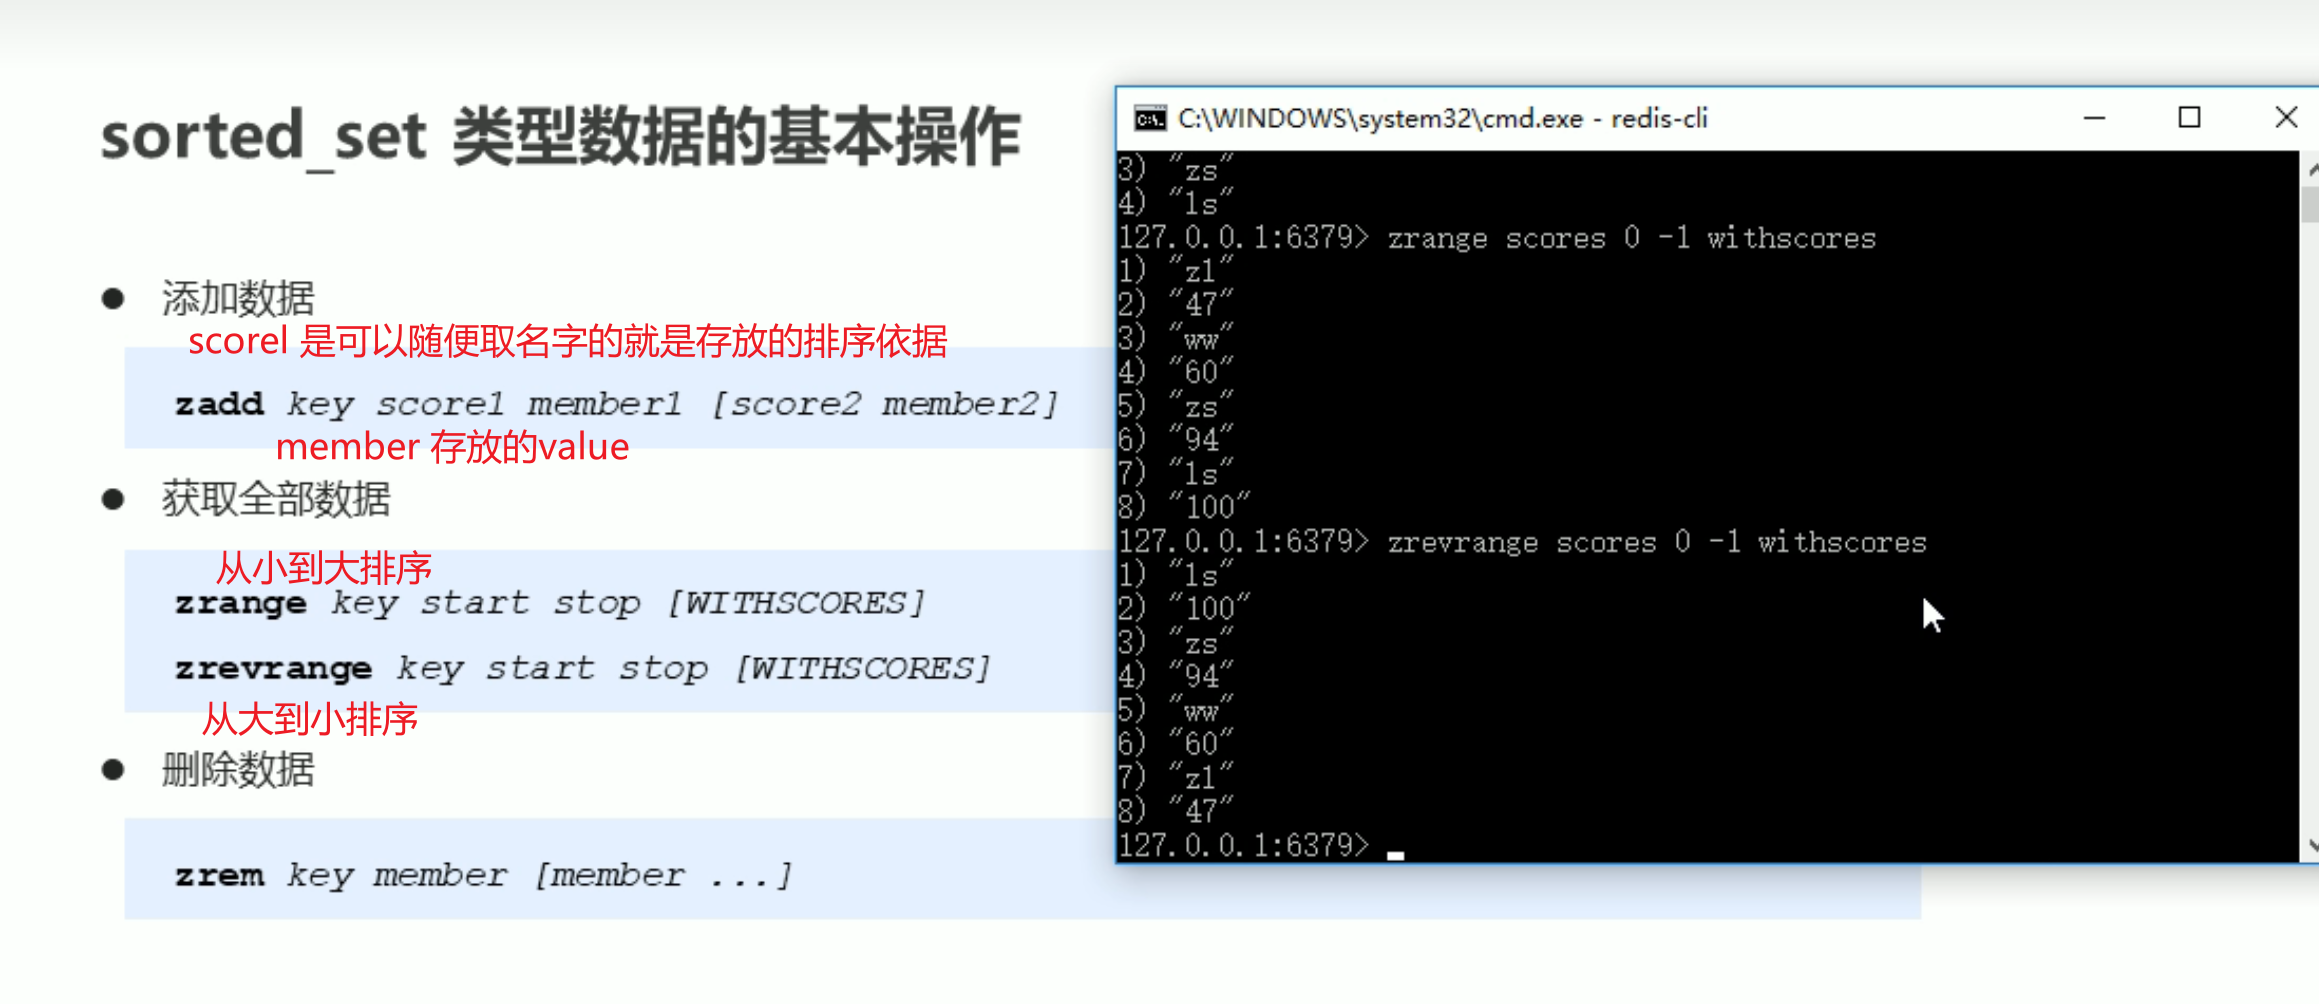 sorted_set 类型数据的基本操作
● 添加数据
scorel 是可以随便取名字的就是存放的排序依据
zadd key score1 member1 [score2 member2]
member 存放的value
● 获取全部数据
从小到大排序
zrange key start stop [WITHSCORES]
zrevrange key start stop [WITHSCORES]
从大到小排序
● 删除数据
zrem key member [member ...]
C:\WINDOWS\system32\cmd.exe - redis-cli
3) "zs"
4) "ls"
127.0.0.1:6379> zrange scores 0 -1 withscores
1) "zl"
2) "47"
3) "ww"
4) "60"
5) "zs"
6) "94"
7) "ls"
8) "100"
127.0.0.1:6379> zrevrange scores 0 -1 withscores
1) "ls"
2) "100"
3) "zs"
4) "94"
5) "ww"
6) "60"
7) "zl"
8) "47"
127.0.0.1:6379>